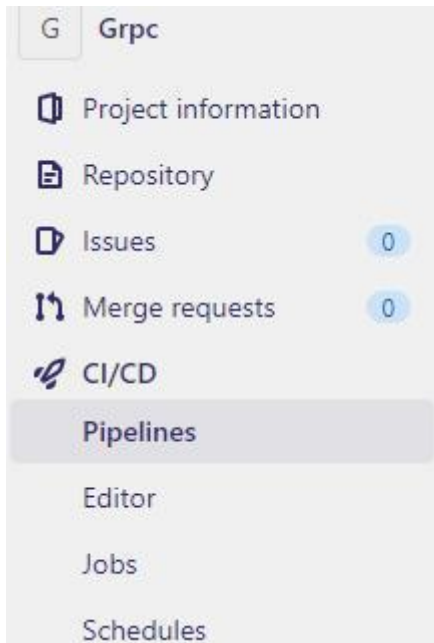 G Grpc
Project information
Repository
Issues 0
Merge requests 0
CI/CD
Pipelines
Editor
Jobs
Schedules